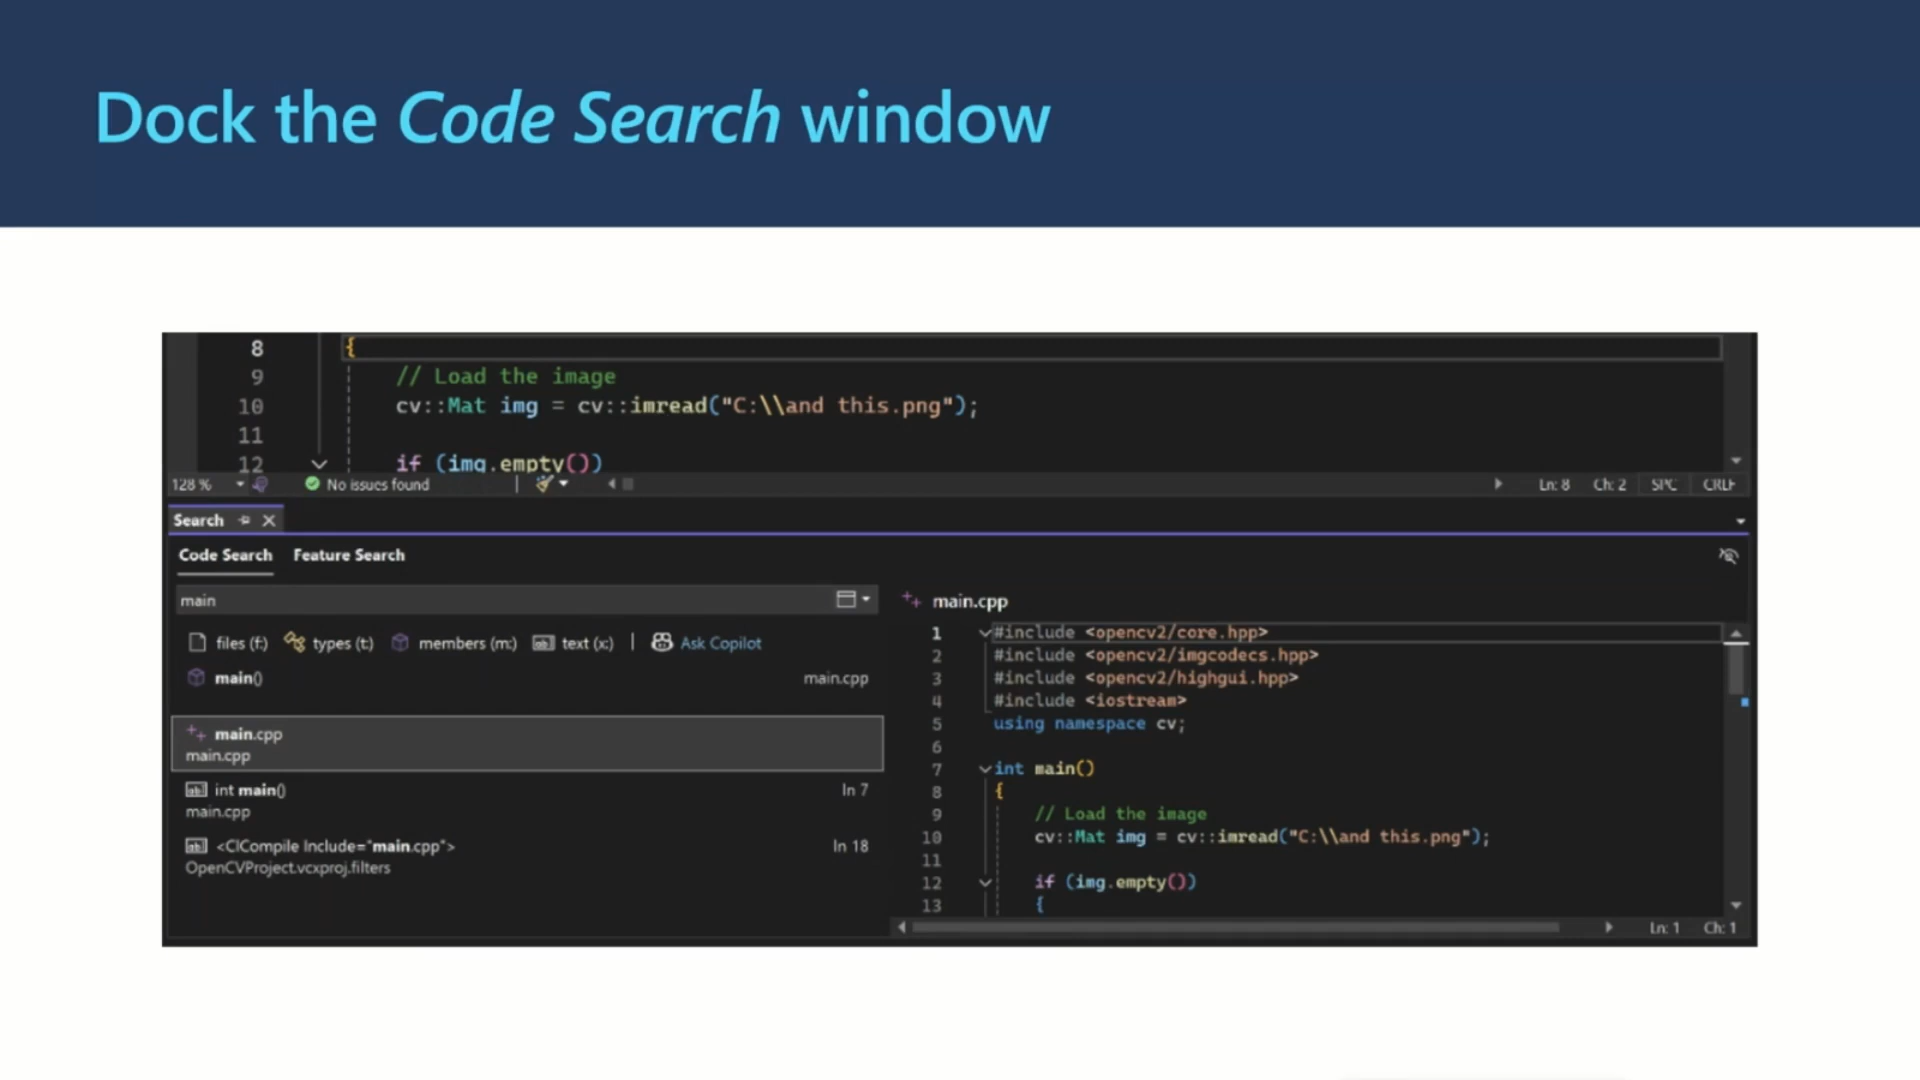 Dock the Code Search window
8 {
9 // Load the image
10 cv::Mat img = cv::imread("C:\\and this.png");
11
12 if (img.empty())
128 % No issues found Ln: 8 Ch: 2 SPC CRLF
Search
Code Search Feature Search
main
files (f:) types (t:) members (m:) text (x:) | Ask Copilot
main() main.cpp
main.cpp
main.cpp
int main() ln 7
main.cpp
<ClCompile Include="main.cpp"> ln 18
OpenCVProject.vcxproj.filters
main.cpp
1 #include <opencv2/core.hpp>
2 #include <opencv2/imgcodecs.hpp>
3 #include <opencv2/highgui.hpp>
4 #include <iostream>
5 using namespace cv;
6
7 int main()
8 {
9 // Load the image
10 cv::Mat img = cv::imread("C:\\and this.png");
11
12 if (img.empty())
13 {
Ln: 1 Ch: 1